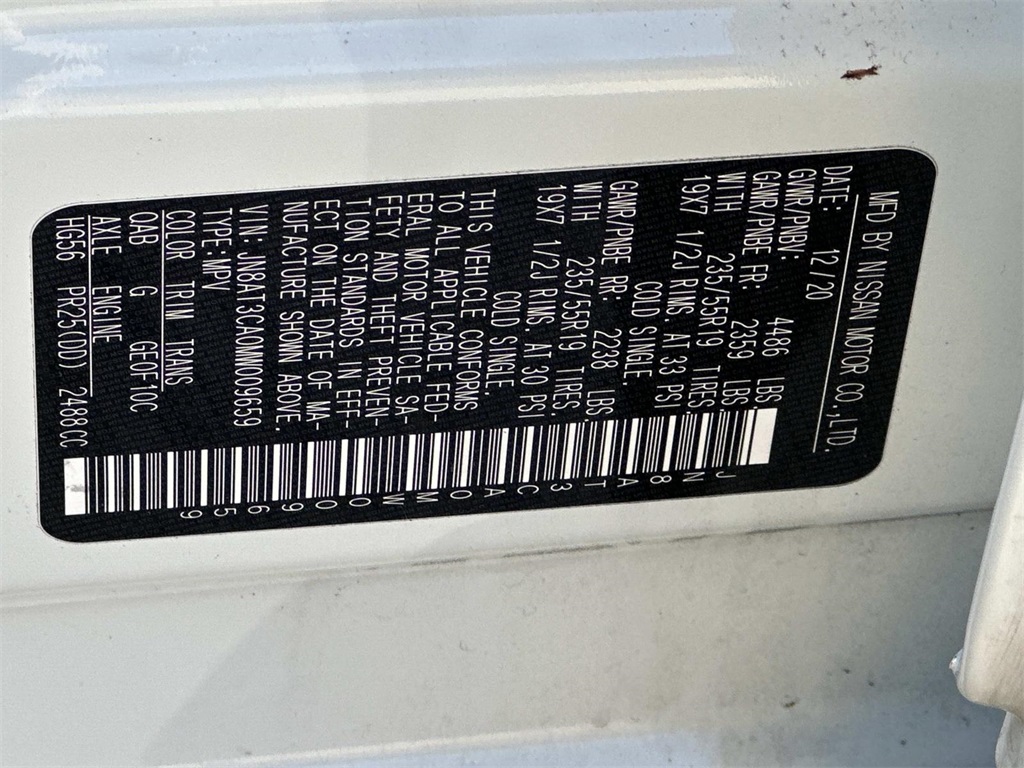 MFD BY NISSAN MOTOR CO.,LTD.
DATE: 12/20
GVWR/PNBV: 4486 LBS
GAWR/PNBE FR: 2359 LBS
WITH 235/55R19 TIRES.
19X7 1/2J RIMS. AT 33 PSI
COLD SINGLE.
GAWR/PNBE RR: 2238 LBS
WITH 235/55R19 TIRES.
19X7 1/2J RIMS. AT 30 PSI
COLD SINGLE.
THIS VEHICLE CONFORMS
TO ALL APPLICABLE FED-
ERAL MOTOR VEHICLE SA-
FETY AND THEFT PREVEN-
TION STANDARDS IN EFF-
ECT ON THE DATE OF MA-
NUFACTURE SHOWN ABOVE.
VIN: JN8AT3CA0MW009659
TYPE:MPV
COLOR TRIM TRANS
QAB G GF0F10C
AXLE ENGINE
HG56 PR25(DD) 2488CC
JN8AT3CA0MW009659